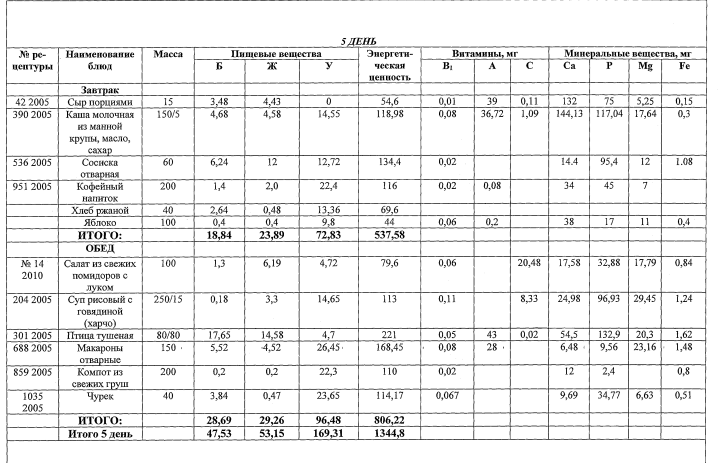 5 ДЕНЬ
№ ре- Наименование Масса Пищевые вещества Энергети- Витамины, мг Минеральные вещества, мг
цептуры блюд Б Ж У ческая B₁ А С Ca P Mg Fe
ценность
Завтрак
42 2005 Сыр порциями 15 3,48 4,43 0 54,6 0,01 39 0,11 132 75 5,25 0,15
390 2005 Каша молочная 150/5 4,68 4,58 14,55 118,98 0,08 36,72 1,09 144,13 117,04 17,64 0,3
из манной
крупы, масло,
сахар
536 2005 Сосиска 60 6,24 12 12,72 134,4 0,02 14.4 95,4 12 1.08
отварная
951 2005 Кофейный 200 1,4 2,0 22,4 116 0,02 0,08 34 45 7
напиток
Хлеб ржаной 40 2,64 0,48 13,36 69,6
Яблоко 100 0,4 0,4 9,8 44 0,06 0,2 38 17 11 0,4
ИТОГО: 18,84 23,89 72,83 537,58
ОБЕД
№ 14 Салат из свежих 100 1,3 6,19 4,72 79,6 0,06 20,48 17,58 32,88 17,79 0,84
2010 помидоров с
луком
204 2005 Суп рисовый с 250/15 0,18 3,3 14,65 113 0,11 8,33 24,98 96,93 29,45 1,24
говядиной
(харчо)
301 2005 Птица тушеная 80/80 17,65 14,58 4,7 221 0,05 43 0,02 54,5 132,9 20,3 1,62
688 2005 Макароны 150 5,52 4,52 26,45 168,45 0,08 28 6,48 9,56 23,16 1,48
отварные
859 2005 Компот из 200 0,2 0,2 22,3 110 0,02 12 2,4 0,8
свежих груш
1035 Чурек 40 3,84 0,47 23,65 114,17 0,067 9,69 34,77 6,63 0,51
2005
ИТОГО: 28,69 29,26 96,48 806,22
Итого 5 день 47,53 53,15 169,31 1344,8